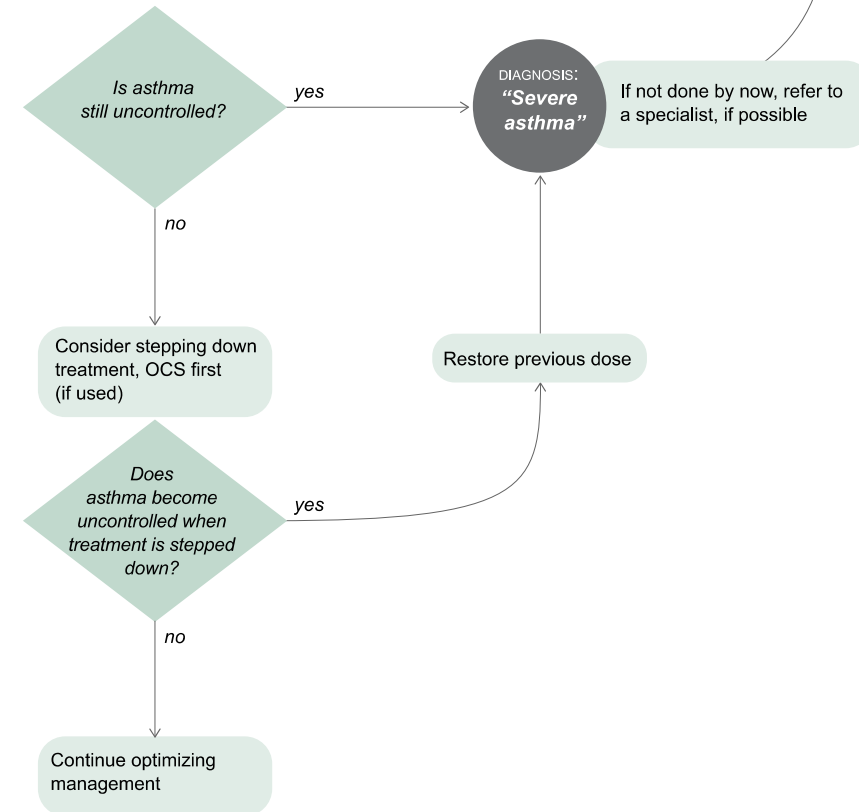 Is asthma
still uncontrolled?
yes
DIAGNOSIS:
“Severe
asthma”
If not done by now, refer to
a specialist, if possible
no
Consider stepping down
treatment, OCS first
(if used)
Restore previous dose
Does
asthma become
uncontrolled when
treatment is stepped
down?
yes
no
Continue optimizing
management